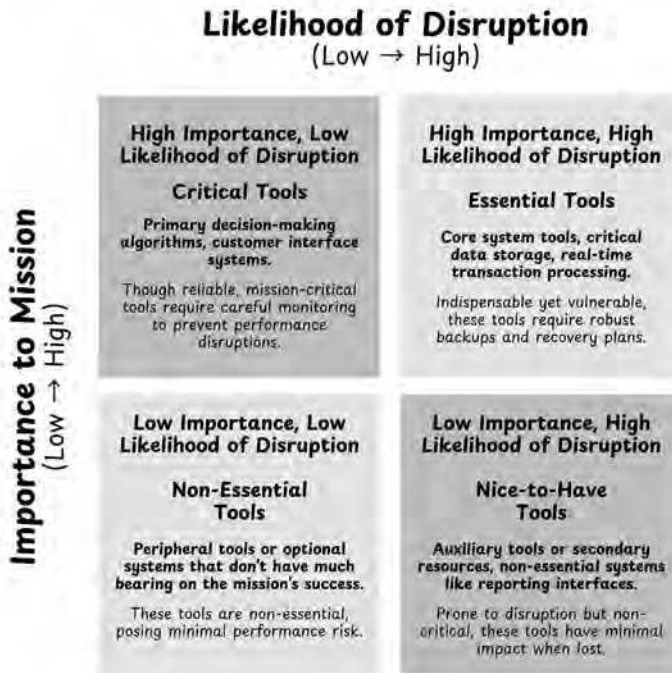 Likelihood of Disruption
(Low → High)
Importance to Mission
(Low → High)
High Importance, Low
Likelihood of Disruption
Critical Tools
Primary decision-making
algorithms, customer interface
systems.
Though reliable, mission-critical
tools require careful monitoring
to prevent performance
disruptions.
High Importance, High
Likelihood of Disruption
Essential Tools
Core system tools, critical
data storage, real-time
transaction processing.
Indispensable yet vulnerable,
these tools require robust
backups and recovery plans.
Low Importance, Low
Likelihood of Disruption
Non-Essential
Tools
Peripheral tools or optional
systems that don't have much
bearing on the mission's success.
These tools are non-essential,
posing minimal performance risk.
Low Importance, High
Likelihood of Disruption
Nice-to-Have
Tools
Auxiliary tools or secondary
resources, non-essential systems
like reporting interfaces.
Prone to disruption but non-
critical, these tools have minimal
impact when lost.